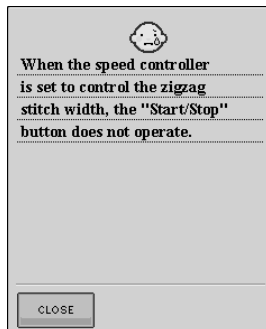 When the speed controller
is set to control the zigzag
stitch width, the "Start/Stop"
button does not operate.
CLOSE